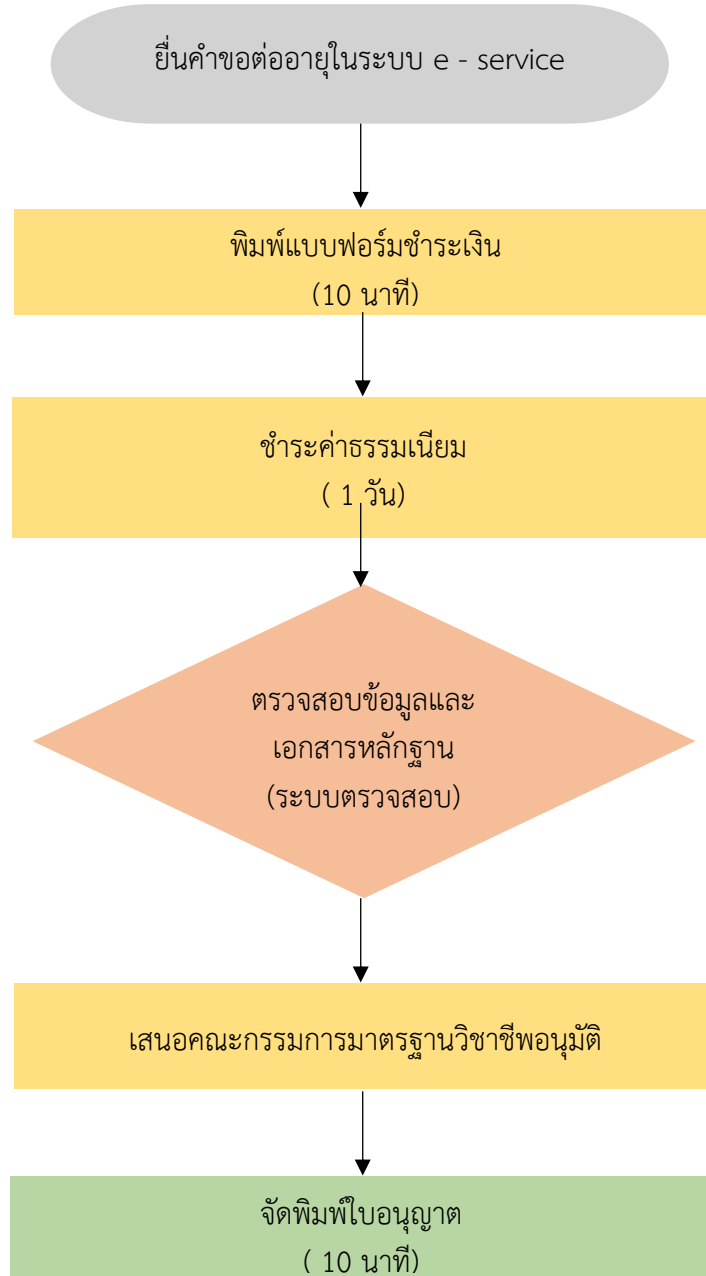 ยื่นคำขอต่ออายุในระบบ e - service
พิมพ์แบบฟอร์มชำระเงิน
(10 นาที)
ชำระค่าธรรมเนียม
( 1 วัน)
ตรวจสอบข้อมูลและ
เอกสารหลักฐาน
(ระบบตรวจสอบ)
เสนอคณะกรรมการมาตรฐานวิชาชีพอนุมัติ
จัดพิมพ์ใบอนุญาต
( 10 นาที)